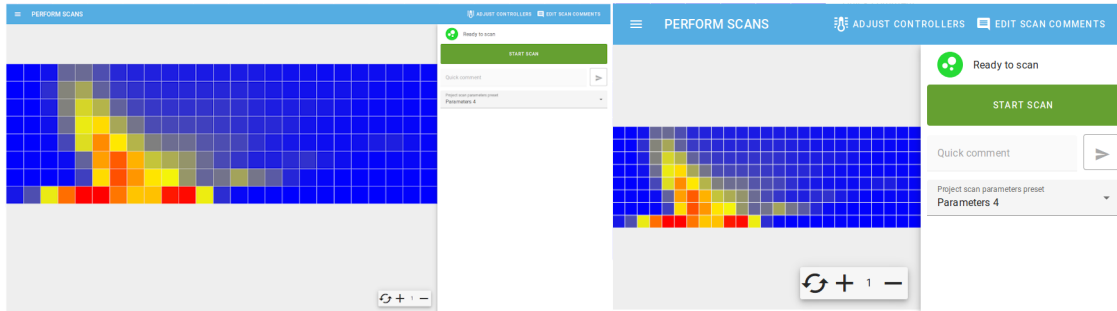 PERFORM SCANS
ADJUST CONTROLLERS
EDIT SCAN COMMENTS
Ready to scan
START SCAN
Quick comment
Project scan parameters preset
Parameters 4
1
PERFORM SCANS
ADJUST CONTROLLERS
EDIT SCAN COMMENTS
Ready to scan
START SCAN
Quick comment
Project scan parameters preset
Parameters 4
1